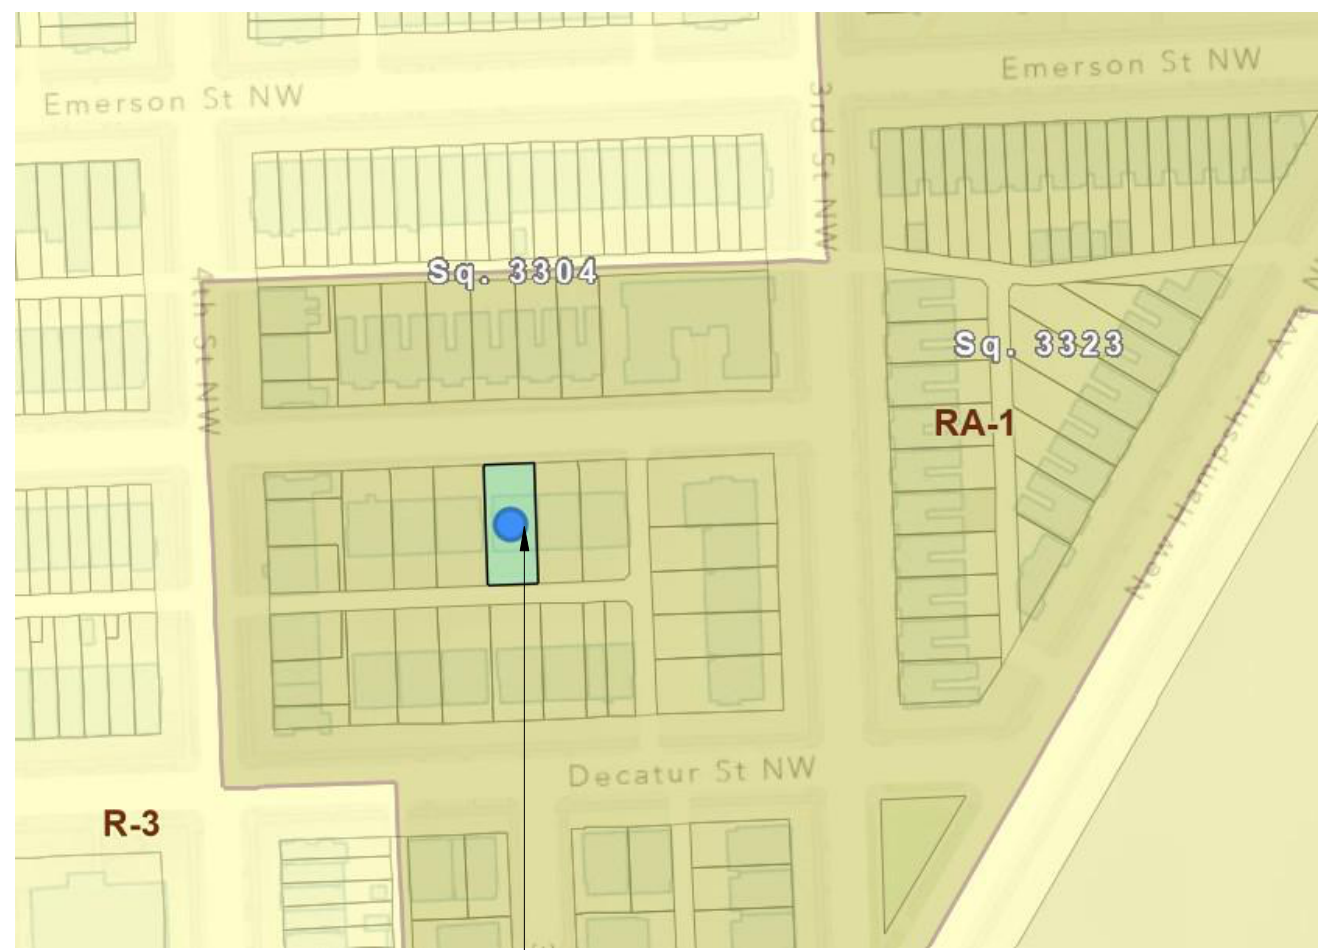 Emerson St NW
Emerson St NW
3rd St NW
Sq. 3304
4th St NW
Sq. 3323
RA-1
New Hampshire Ave
Decatur St NW
R-3